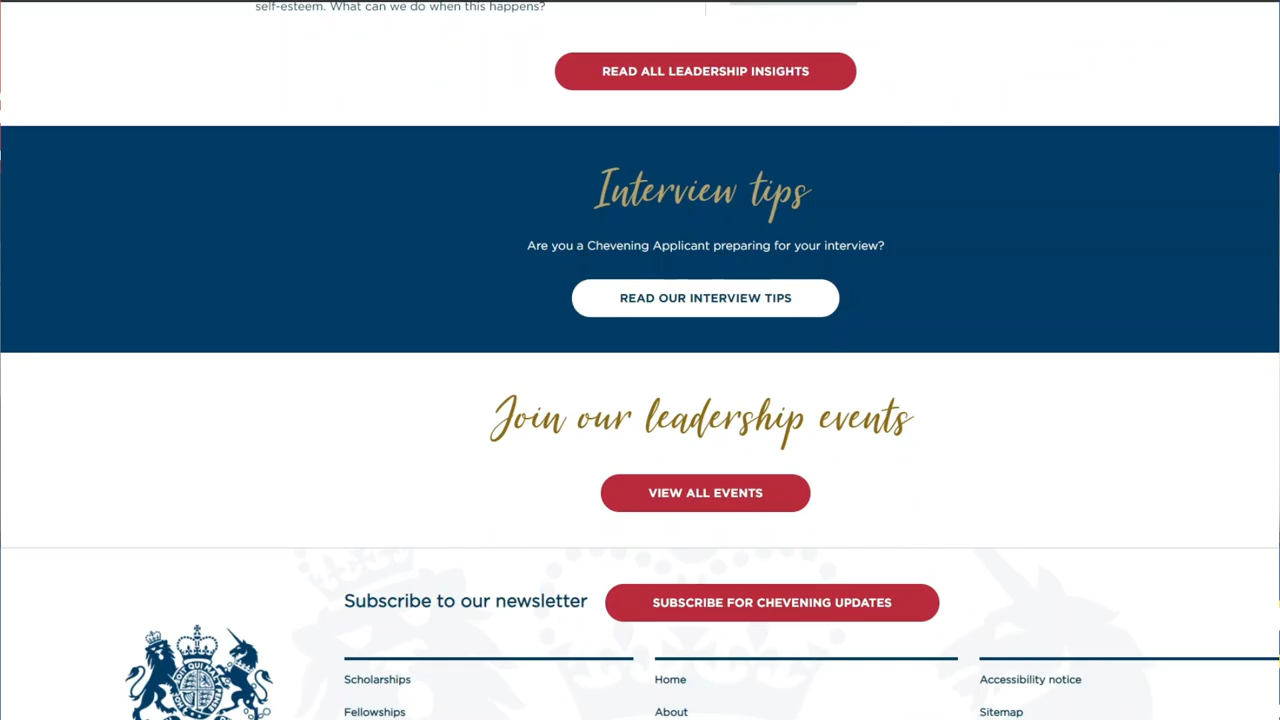 self-esteem. What can we do when this happens?
READ ALL LEADERSHIP INSIGHTS
Interview tips
Are you a Chevening Applicant preparing for your interview?
READ OUR INTERVIEW TIPS
Join our leadership events
VIEW ALL EVENTS
Subscribe to our newsletter
SUBSCRIBE FOR CHEVENING UPDATES
Scholarships
Home
Accessibility notice
Fellowships
About
Sitemap